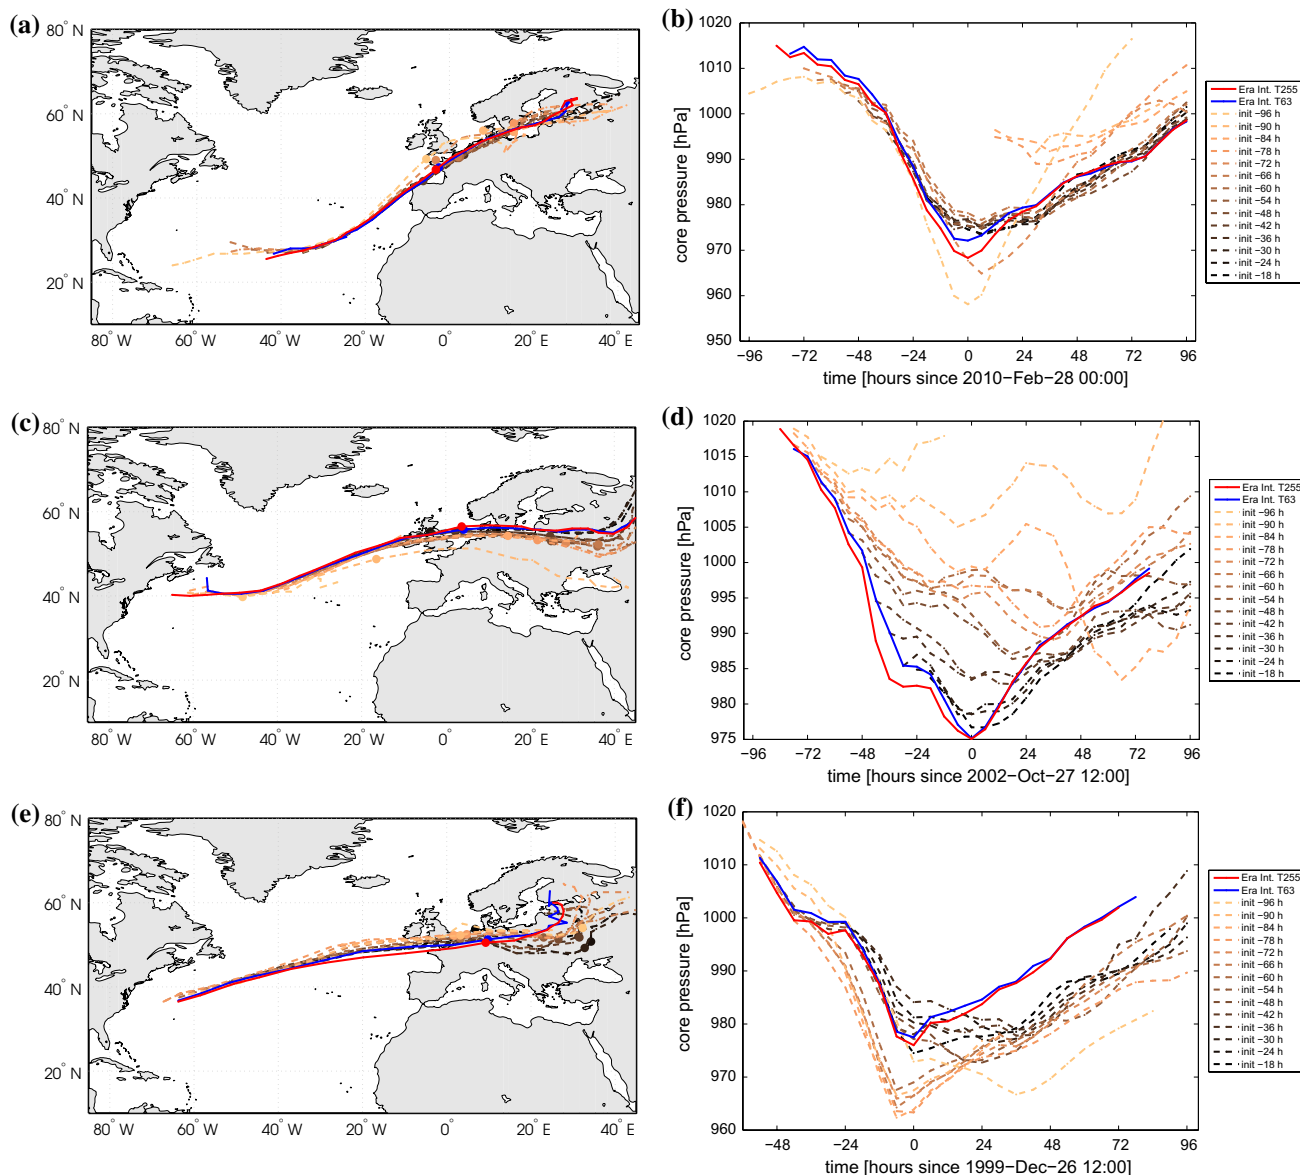 (a)
80° N
60° N
40° N
20° N
80° W
60° W
40° W
20° W
0°
20° E
40° E
(b)
1020
1010
1000
990
980
970
960
950
core pressure [hPa]
−96
−72
−48
−24
0
24
48
72
96
time [hours since 2010−Feb−28 00:00]
Era Int. T255
Era Int. T63
init −96 h
init −90 h
init −84 h
init −78 h
init −72 h
init −66 h
init −60 h
init −54 h
init −48 h
init −42 h
init −36 h
init −30 h
init −24 h
init −18 h
(c)
80° N
60° N
40° N
20° N
80° W
60° W
40° W
20° W
0°
20° E
40° E
(d)
1020
1015
1010
1005
1000
995
990
985
980
975
core pressure [hPa]
−96
−72
−48
−24
0
24
48
72
96
time [hours since 2002−Oct−27 12:00]
Era Int. T255
Era Int. T63
init −96 h
init −90 h
init −84 h
init −78 h
init −72 h
init −66 h
init −60 h
init −54 h
init −48 h
init −42 h
init −36 h
init −30 h
init −24 h
init −18 h
(e)
80° N
60° N
40° N
20° N
80° W
60° W
40° W
20° W
0°
20° E
40° E
(f)
1020
1010
1000
990
980
970
960
core pressure [hPa]
−48
−24
0
24
48
72
96
time [hours since 1999−Dec−26 12:00]
Era Int. T255
Era Int. T63
init −96 h
init −90 h
init −84 h
init −78 h
init −72 h
init −66 h
init −60 h
init −54 h
init −48 h
init −42 h
init −36 h
init −30 h
init −24 h
init −18 h